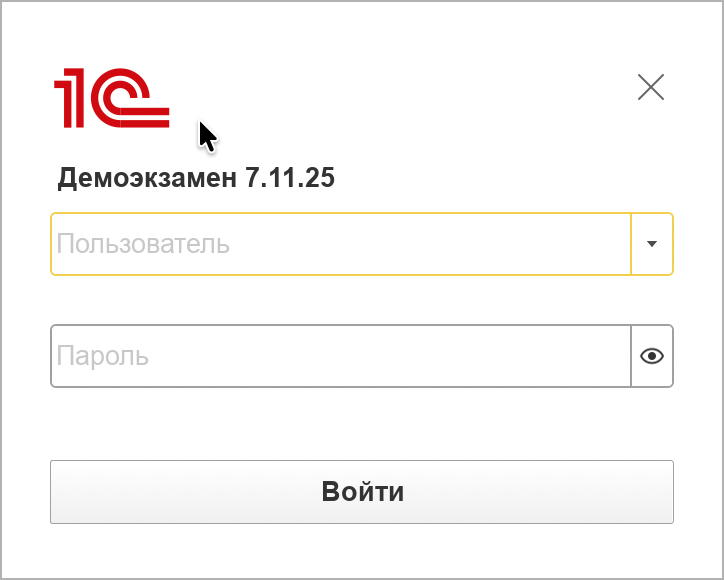 1С
Демоэкзамен 7.11.25
Пользователь
Пароль
Войти